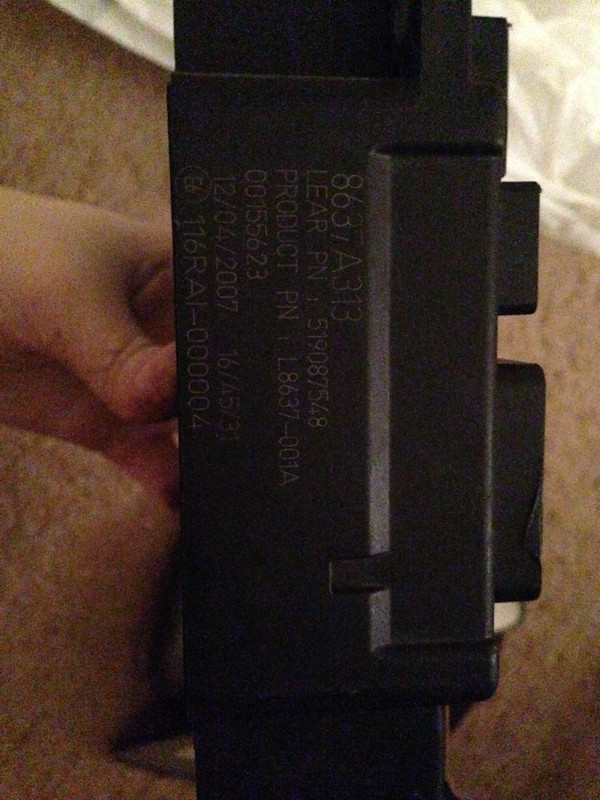 8637A313
LEAR PN : 519087548
PRODUCT PN : L8637-001A
00155623
12/04/2007 16/45/31
116RAI-000004